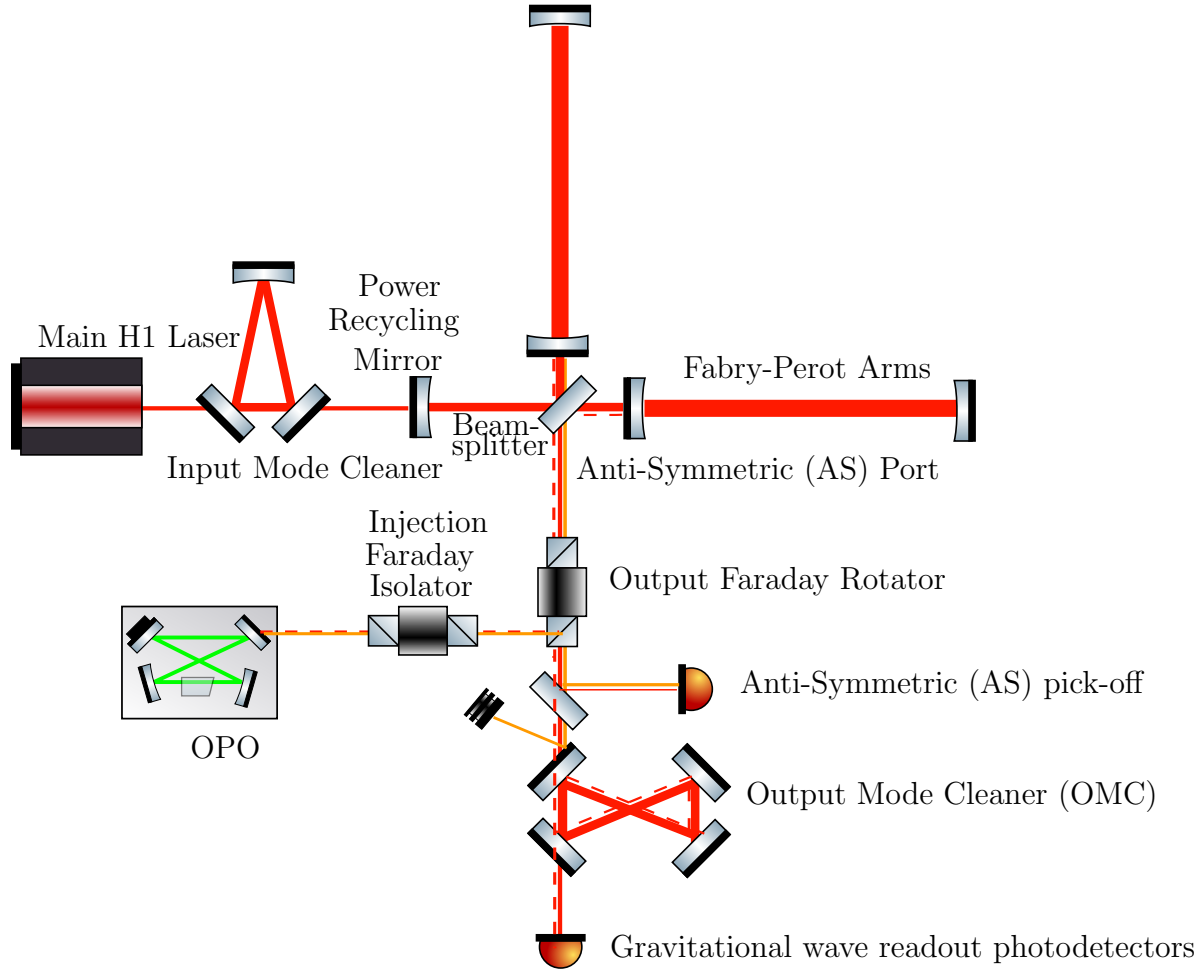 Power
Recycling
Mirror
Main H1 Laser
Fabry-Perot Arms
Beam-
splitter
Input Mode Cleaner
Anti-Symmetric (AS) Port
Injection
Faraday
Isolator
Output Faraday Rotator
Anti-Symmetric (AS) pick-off
OPO
Output Mode Cleaner (OMC)
Gravitational wave readout photodetectors